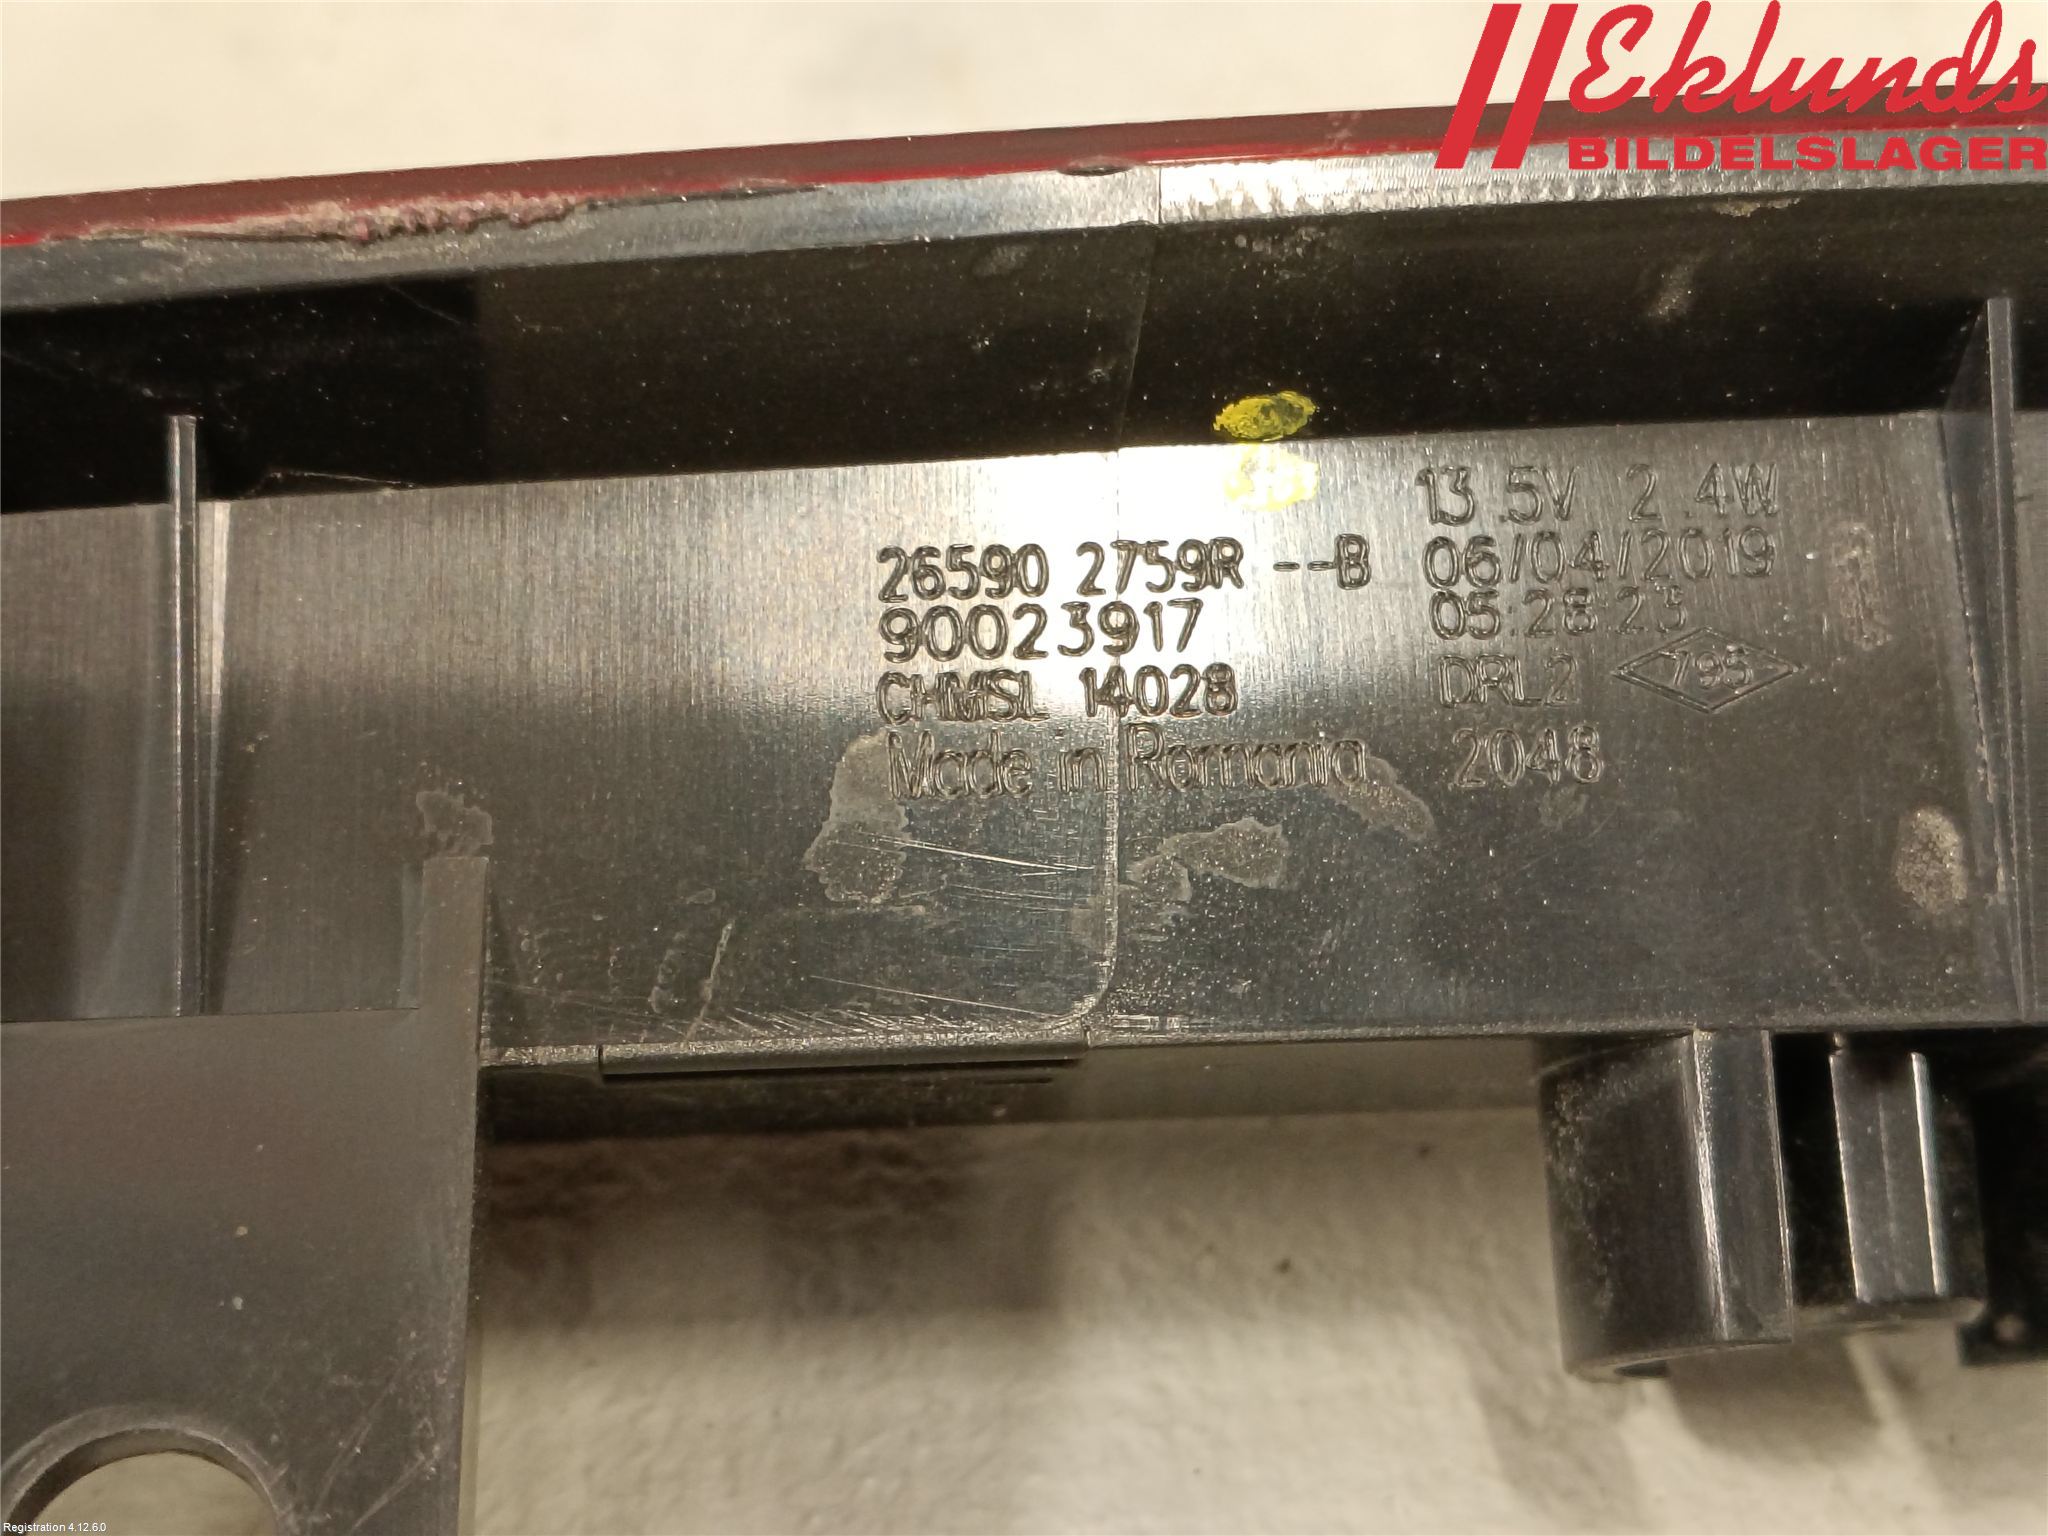 Eklunds
BILDELSLAGER
13.5V 2.4W
26590 2759R --B 06/04/2019
90023917 05:28:23
CHMSL 14028 DRL2 795
Made in Romania 2048
Registration 4.12.6.0